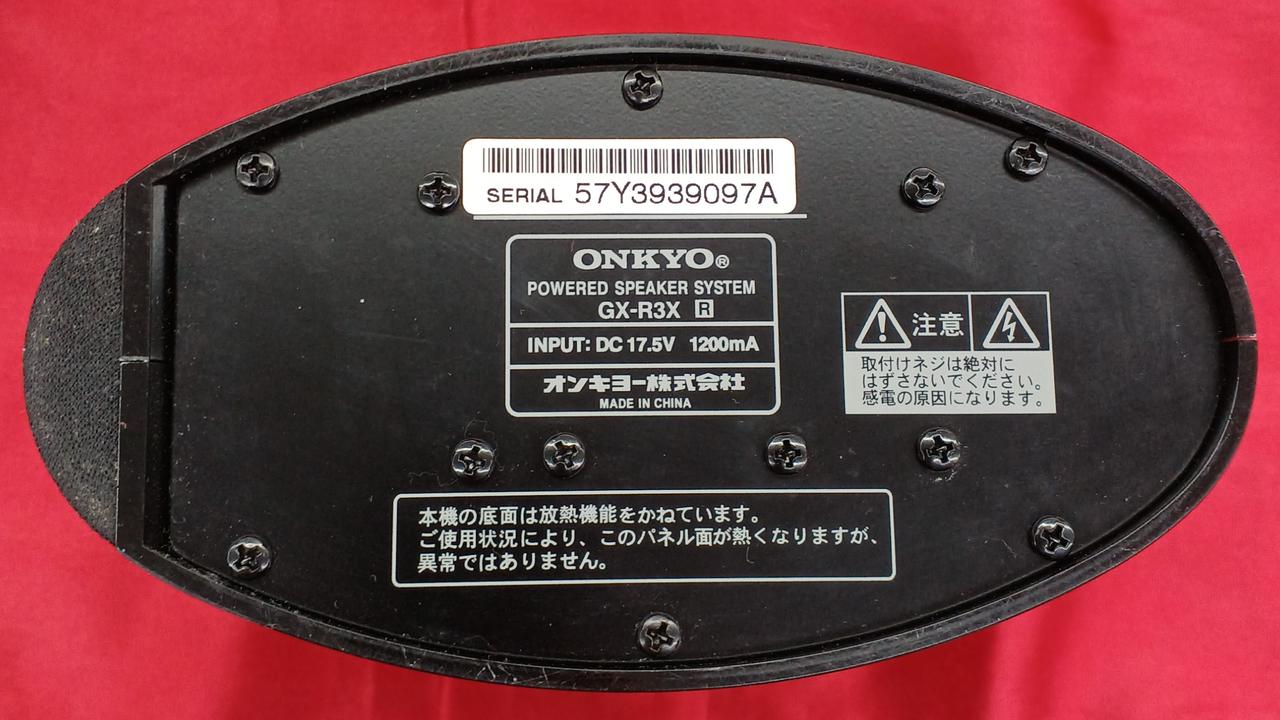 SERIAL 57Y3939097A
ONKYO®
POWERED SPEAKER SYSTEM
GX-R3X R
INPUT: DC 17.5V 1200mA
オンキヨー株式会社
MADE IN CHINA
注意
取付けネジは絶対に
はずさないでください。
感電の原因になります。
本機の底面は放熱機能をかねています。
ご使用状況により、このパネル面が熱くなりますが、
異常ではありません。